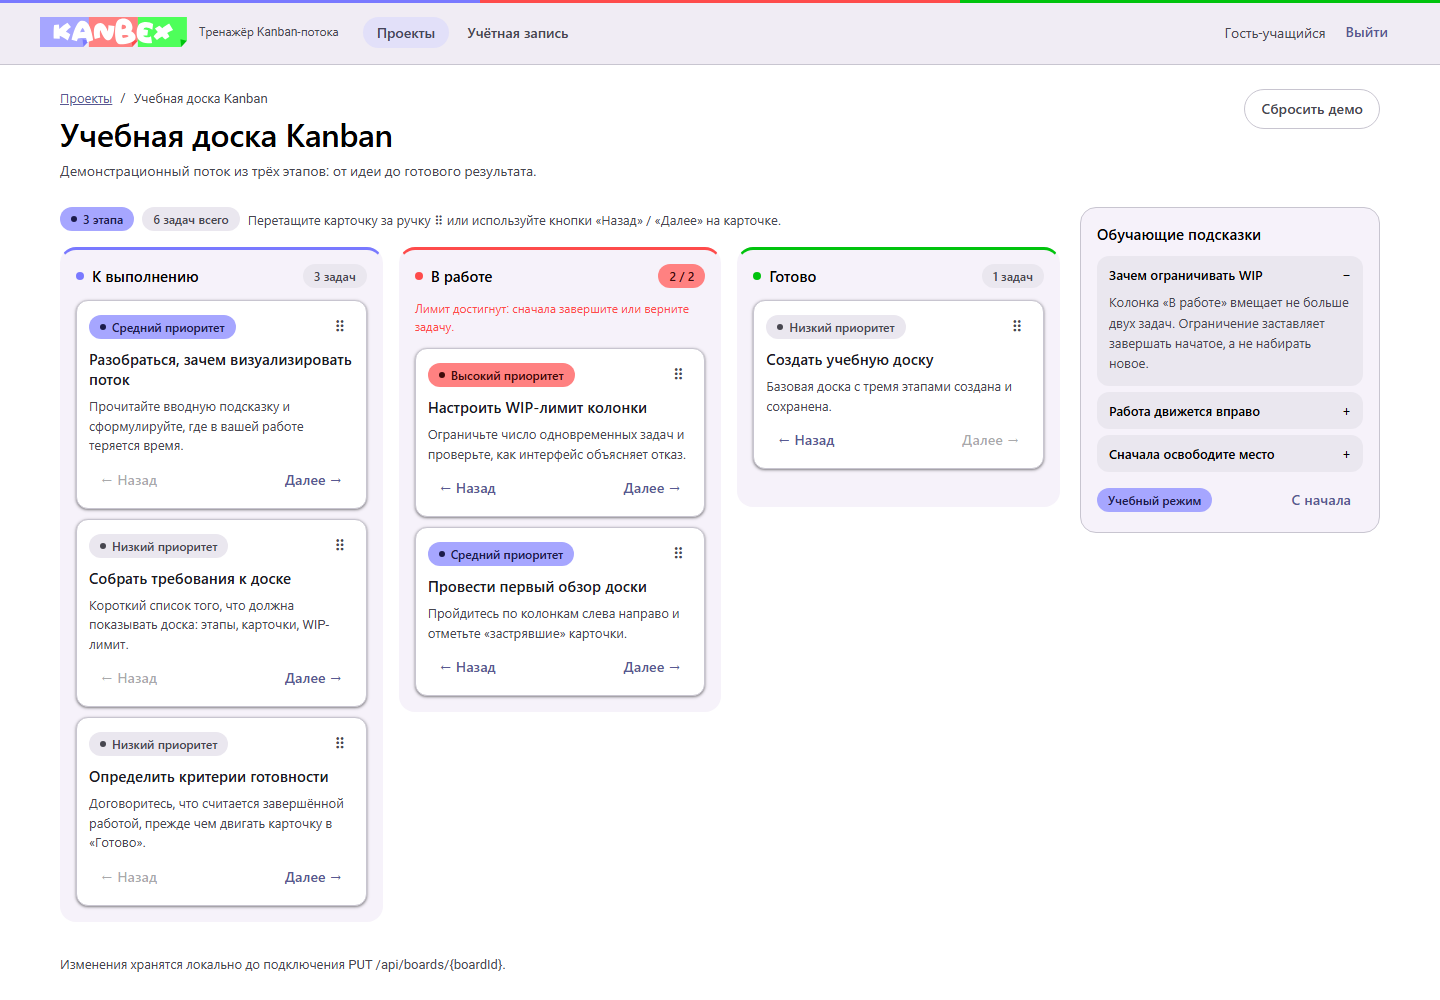 KANBEX
Тренажёр Kanban-потока
Проекты
Учётная запись
Гость-учащийся
Выйти
Проекты / Учебная доска Kanban
Сбросить демо
Учебная доска Kanban
Демонстрационный поток из трёх этапов: от идеи до готового результата.
3 этапа
6 задач всего
Перетащите карточку за ручку ⠿ или используйте кнопки «Назад» / «Далее» на карточке.
К выполнению
3 задач
Средний приоритет
Разобраться, зачем визуализировать
поток
Прочитайте вводную подсказку и
сформулируйте, где в вашей работе
теряется время.
← Назад
Далее →
Низкий приоритет
Собрать требования к доске
Короткий список того, что должна
показывать доска: этапы, карточки, WIP-
лимит.
← Назад
Далее →
Низкий приоритет
Определить критерии готовности
Договоритесь, что считается завершённой
работой, прежде чем двигать карточку в
«Готово».
← Назад
Далее →
В работе
2 / 2
Лимит достигнут: сначала завершите или верните
задачу.
Высокий приоритет
Настроить WIP-лимит колонки
Ограничьте число одновременных задач и
проверьте, как интерфейс объясняет отказ.
← Назад
Далее →
Средний приоритет
Провести первый обзор доски
Пройдитесь по колонкам слева направо и
отметьте «застрявшие» карточки.
← Назад
Далее →
Готово
1 задач
Низкий приоритет
Создать учебную доску
Базовая доска с тремя этапами создана и
сохранена.
← Назад
Далее →
Обучающие подсказки
Зачем ограничивать WIP −
Колонка «В работе» вмещает не больше
двух задач. Ограничение заставляет
завершать начатое, а не набирать
новое.
Работа движется вправо +
Сначала освободите место +
Учебный режим
С начала
Изменения хранятся локально до подключения PUT /api/boards/{boardId}.